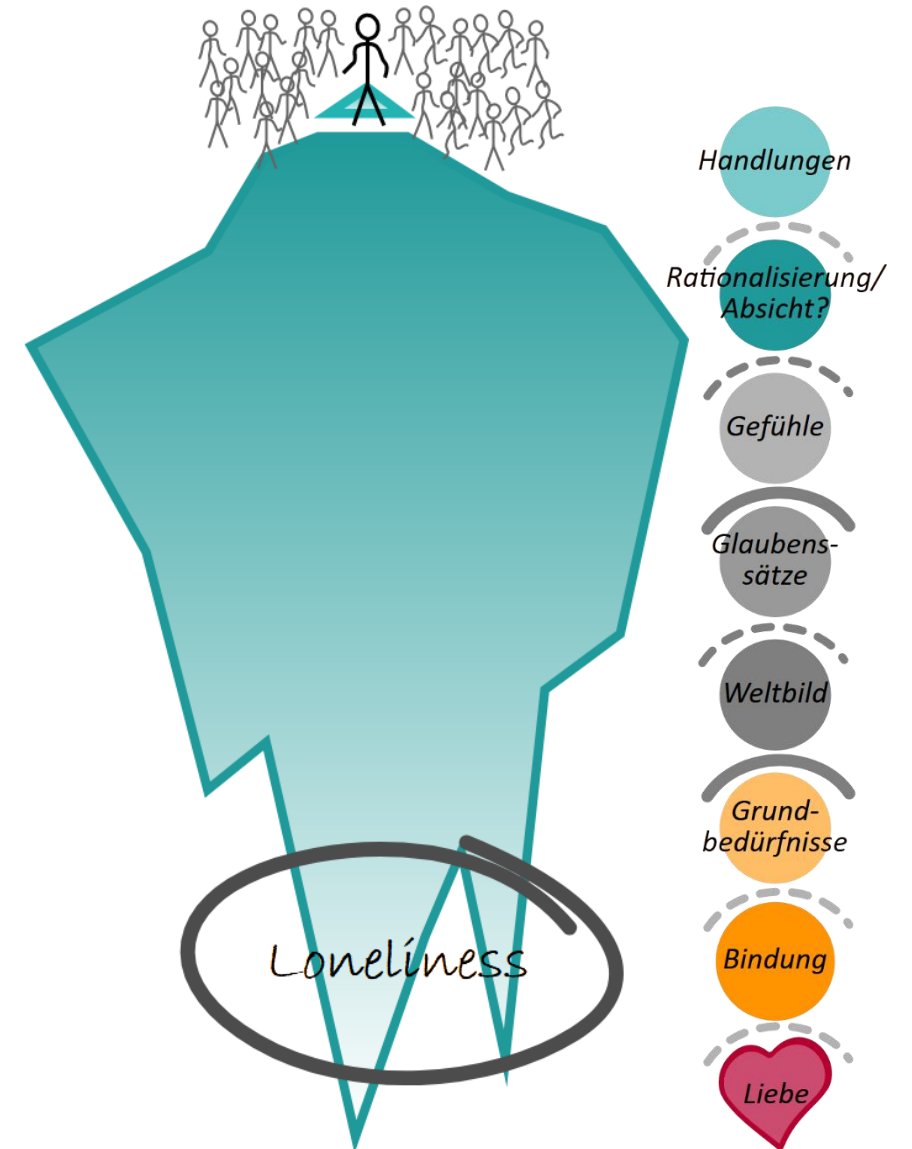 Handlungen
Rationalisierung/
Absicht?
Gefühle
Glaubens-
sätze
Weltbild
Grund-
bedürfnisse
Loneliness
Bindung
Liebe